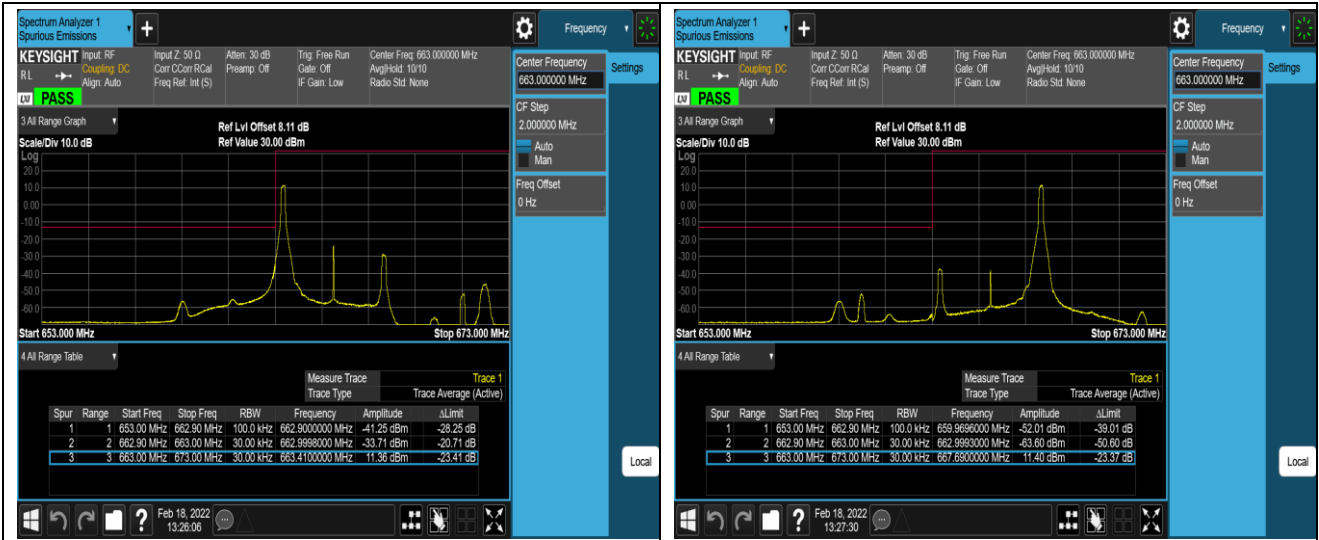 Spectrum Analyzer 1
Spurious Emissions
+
Frequency
KEYSIGHT Input: RF Input Z: 50 Ω Atten: 30 dB Trig: Free Run Center Freq: 663.000000 MHz
RL Coupling: DC Corr CCorr RCal Preamp: Off Gate: Off Avg|Hold: 10/10
Align: Auto Freq Ref: Int (S) IF Gain: Low Radio Std: None
LXI PASS
Center Frequency
663.000000 MHz
Settings
CF Step
2.000000 MHz
Auto
Man
Freq Offset
0 Hz
3 All Range Graph
Ref Lvl Offset 8.11 dB
Scale/Div 10.0 dB Ref Value 30.00 dBm
Log
20.0
10.0
0.00
-10.0
-20.0
-30.0
-40.0
-50.0
-60.0
Start 653.000 MHz Stop 673.000 MHz
4 All Range Table
Measure Trace Trace 1
Trace Type Trace Average (Active)
Spur Range Start Freq Stop Freq RBW Frequency Amplitude ΔLimit
1 1 653.00 MHz 662.90 MHz 100.0 kHz 662.9000000 MHz -41.25 dBm -28.25 dB
2 2 662.90 MHz 663.00 MHz 30.00 kHz 662.9998000 MHz -33.71 dBm -20.71 dB
3 3 663.00 MHz 673.00 MHz 30.00 kHz 663.4100000 MHz 11.36 dBm -23.41 dB
Local
?
Feb 18, 2022
13:26:06
Spectrum Analyzer 1
Spurious Emissions
+
Frequency
KEYSIGHT Input: RF Input Z: 50 Ω Atten: 30 dB Trig: Free Run Center Freq: 663.000000 MHz
RL Coupling: DC Corr CCorr RCal Preamp: Off Gate: Off Avg|Hold: 10/10
Align: Auto Freq Ref: Int (S) IF Gain: Low Radio Std: None
LXI PASS
Center Frequency
663.000000 MHz
Settings
CF Step
2.000000 MHz
Auto
Man
Freq Offset
0 Hz
3 All Range Graph
Ref Lvl Offset 8.11 dB
Scale/Div 10.0 dB Ref Value 30.00 dBm
Log
20.0
10.0
0.00
-10.0
-20.0
-30.0
-40.0
-50.0
-60.0
Start 653.000 MHz Stop 673.000 MHz
4 All Range Table
Measure Trace Trace 1
Trace Type Trace Average (Active)
Spur Range Start Freq Stop Freq RBW Frequency Amplitude ΔLimit
1 1 653.00 MHz 662.90 MHz 100.0 kHz 659.9696000 MHz -52.01 dBm -39.01 dB
2 2 662.90 MHz 663.00 MHz 30.00 kHz 662.9993000 MHz -63.60 dBm -50.60 dB
3 3 663.00 MHz 673.00 MHz 30.00 kHz 667.6900000 MHz 11.40 dBm -23.37 dB
Local
?
Feb 18, 2022
13:27:30